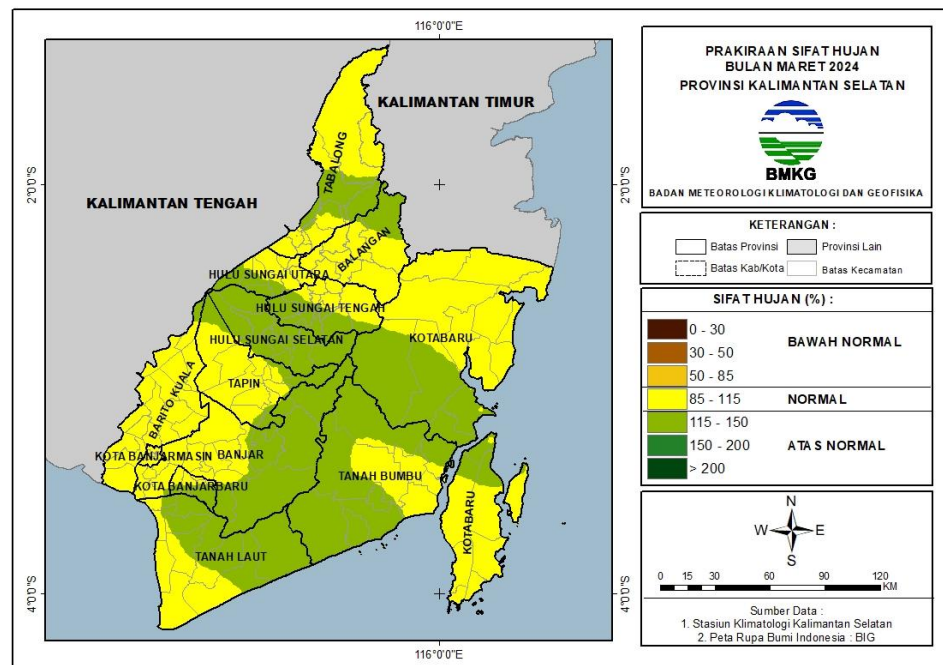 116°0'0"E
KALIMANTAN TIMUR
KALIMANTAN TENGAH
TABALONG
BALANGAN
HULU SUNGAI UTARA
HULU SUNGAI TENGAH
HULU SUNGAI SELATAN
KOTABARU
TAPIN
BARITO KUALA
KOTA BANJARMASIN
BANJAR
KOTA BANJARBARU
TANAH BUMBU
TANAH LAUT
KOTABARU
2°0'0"S
2°0'0"S
4°0'0"S
4°0'0"S
116°0'0"E
PRAKIRAAN SIFAT HUJAN
BULAN MARET 2024
PROVINSI KALIMANTAN SELATAN
BMKG
BADAN METEOROLOGI KLIMATOLOGI DAN GEOFISIKA
KETERANGAN :
Batas Provinsi Provinsi Lain
Batas Kab/Kota Batas Kecamatan
SIFAT HUJAN (%) :
0 - 30
30 - 50 BAWAH NORMAL
50 - 85
85 - 115 NORMAL
115 - 150
150 - 200 ATAS NORMAL
> 200
N
W E
S
0 15 30 60 90 120
KM
Sumber Data :
1. Stasiun Klimatologi Kalimantan Selatan
2. Peta Rupa Bumi Indonesia : BIG